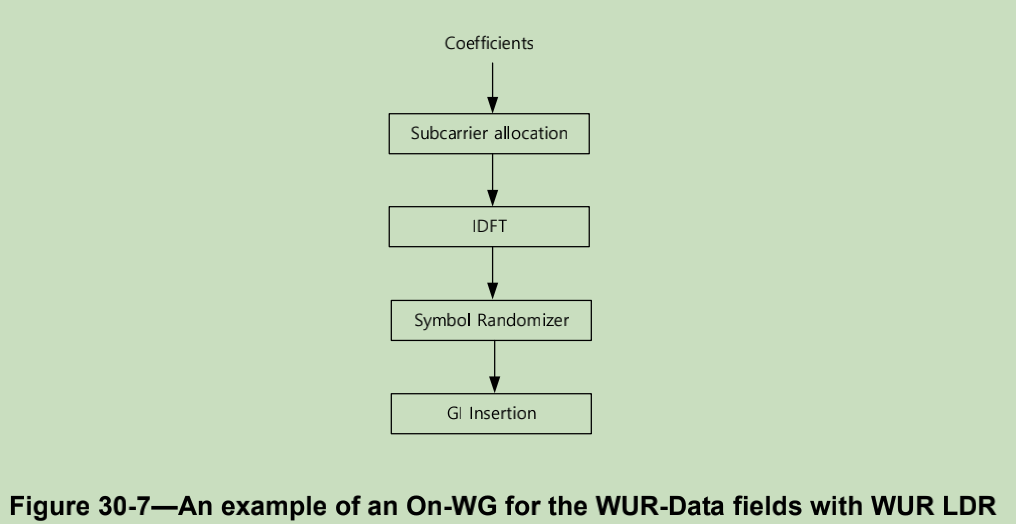 Coefficients
Subcarrier allocation
IDFT
Symbol Randomizer
GI Insertion
Figure 30-7—An example of an On-WG for the WUR-Data fields with WUR LDR